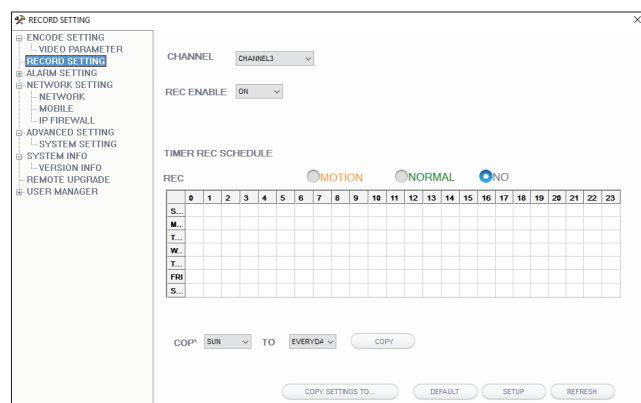 RECORD SETTING
ENCODE SETTING
VIDEO PARAMETER
RECORD SETTING
ALARM SETTING
NETWORK SETTING
NETWORK
MOBILE
IP FIREWALL
ADVANCED SETTING
SYSTEM SETTING
SYSTEM INFO
VERSION INFO
REMOTE UPGRADE
USER MANAGER
CHANNEL CHANNEL3
REC ENABLE ON
TIMER REC SCHEDULE
REC MOTION NORMAL NO
0 1 2 3 4 5 6 7 8 9 10 11 12 13 14 15 16 17 18 19 20 21 22 23
S...
M...
T...
W...
T...
FRI
S...
COPY SUN TO EVERYDA COPY
COPY SETTINGS TO... DEFAULT SETUP REFRESH